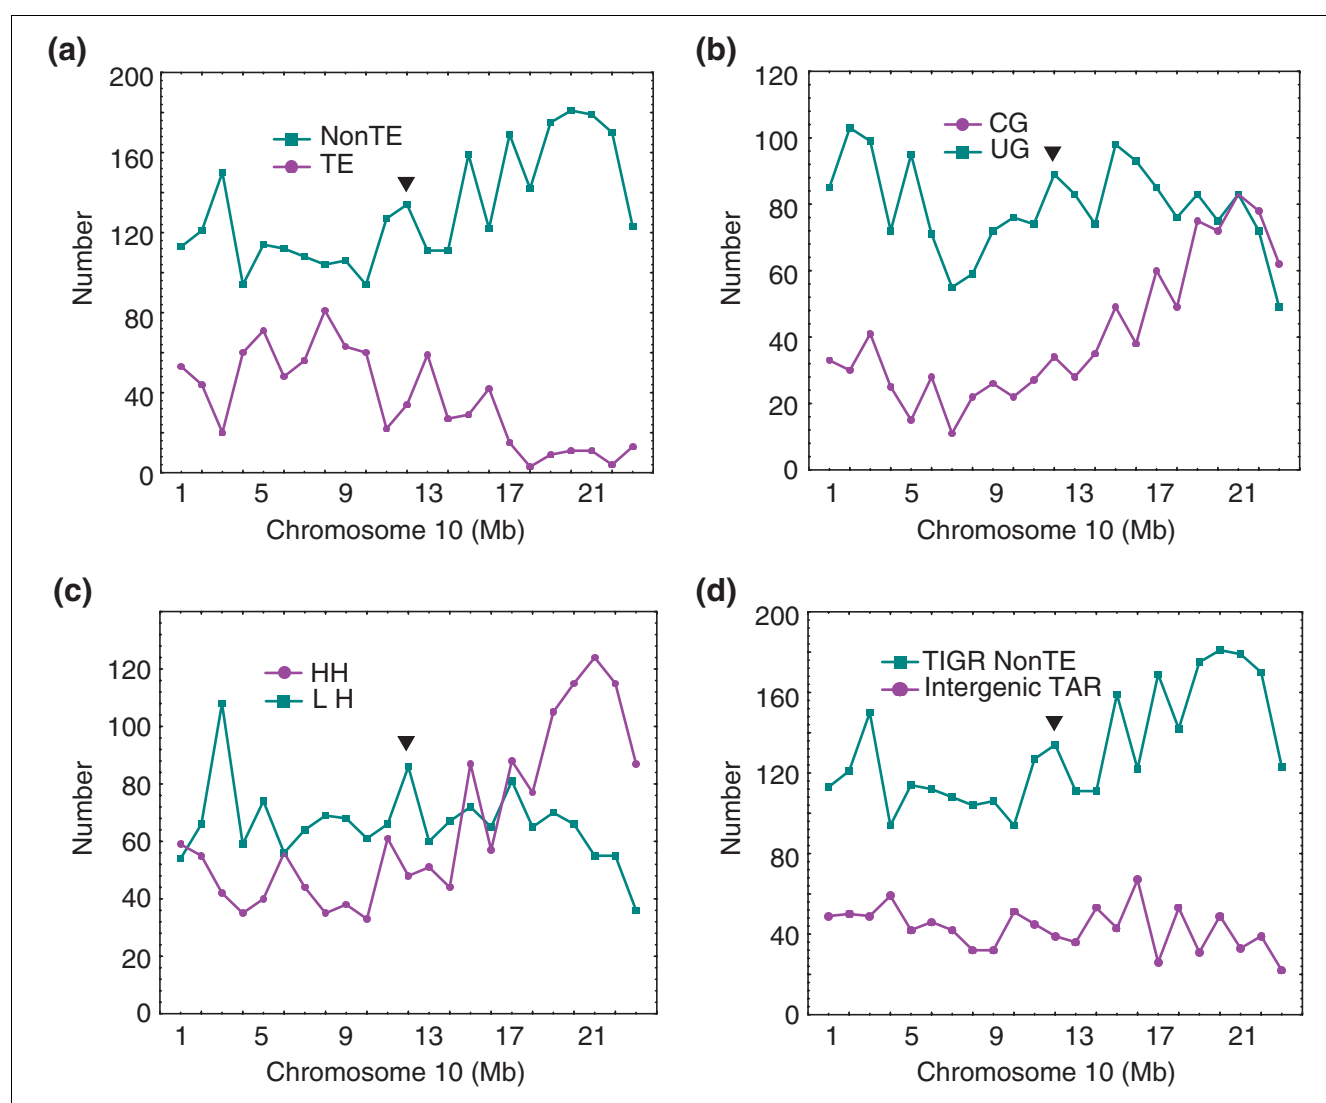 (a)
200
160
120
80
40
0
Number
NonTE
TE
1 5 9 13 17 21
Chromosome 10 (Mb)
(b)
120
100
80
60
40
20
0
Number
CG
UG
1 5 9 13 17 21
Chromosome 10 (Mb)
(c)
120
100
80
60
40
20
0
Number
HH
L H
1 5 9 13 17 21
Chromosome 10 (Mb)
(d)
200
160
120
80
40
0
Number
TIGR NonTE
Intergenic TAR
1 5 9 13 17 21
Chromosome 10 (Mb)